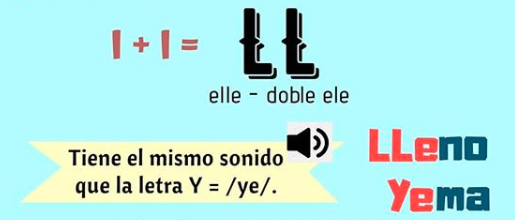 l + l = LL
elle - doble ele
Tiene el mismo sonido
que la letra Y = /ye/.
LLeno
Yema